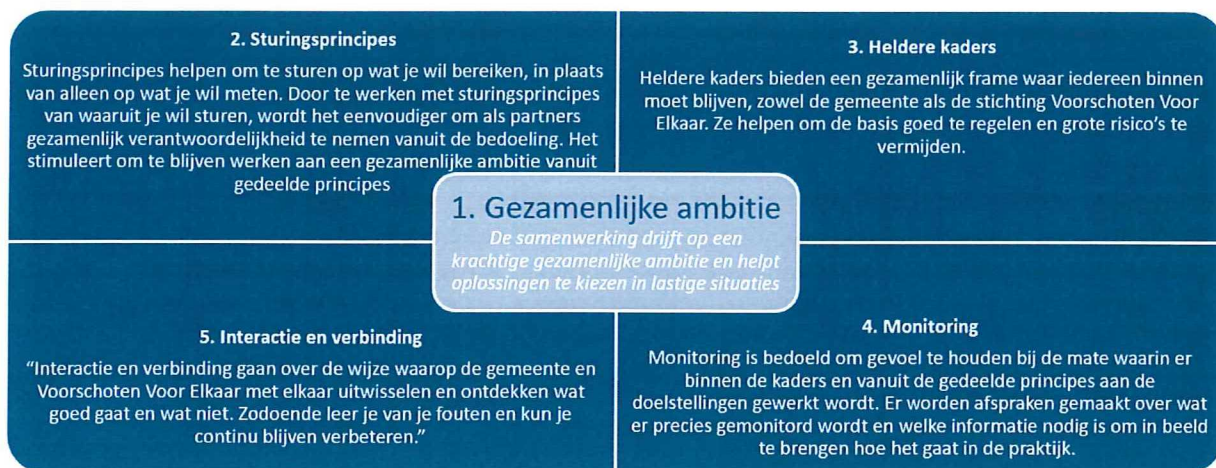 2. Sturingsprincipes
Sturingsprincipes helpen om te sturen op wat je wil bereiken, in plaats
van alleen op wat je wil meten. Door te werken met sturingsprincipes
van waaruit je wil sturen, wordt het eenvoudiger om als partners
gezamenlijk verantwoordelijkheid te nemen vanuit de bedoeling. Het
stimuleert om te blijven werken aan een gezamenlijke ambitie vanuit
gedeelde principes
3. Heldere kaders
Heldere kaders bieden een gezamenlijk frame waar iedereen binnen
moet blijven, zowel de gemeente als de stichting Voorschoten Voor
Elkaar. Ze helpen om de basis goed te regelen en grote risico's te
vermijden.
1. Gezamenlijke ambitie
De samenwerking drijft op een
krachtige gezamenlijke ambitie en helpt
oplossingen te kiezen in lastige situaties
5. Interactie en verbinding
“Interactie en verbinding gaan over de wijze waarop de gemeente en
Voorschoten Voor Elkaar met elkaar uitwisselen en ontdekken wat
goed gaat en wat niet. Zodoende leer je van je fouten en kun je
continu blijven verbeteren.”
4. Monitoring
Monitoring is bedoeld om gevoel te houden bij de mate waarin er
binnen de kaders en vanuit de gedeelde principes aan de
doelstellingen gewerkt wordt. Er worden afspraken gemaakt over wat
er precies gemonitord wordt en welke informatie nodig is om in beeld
te brengen hoe het gaat in de praktijk.